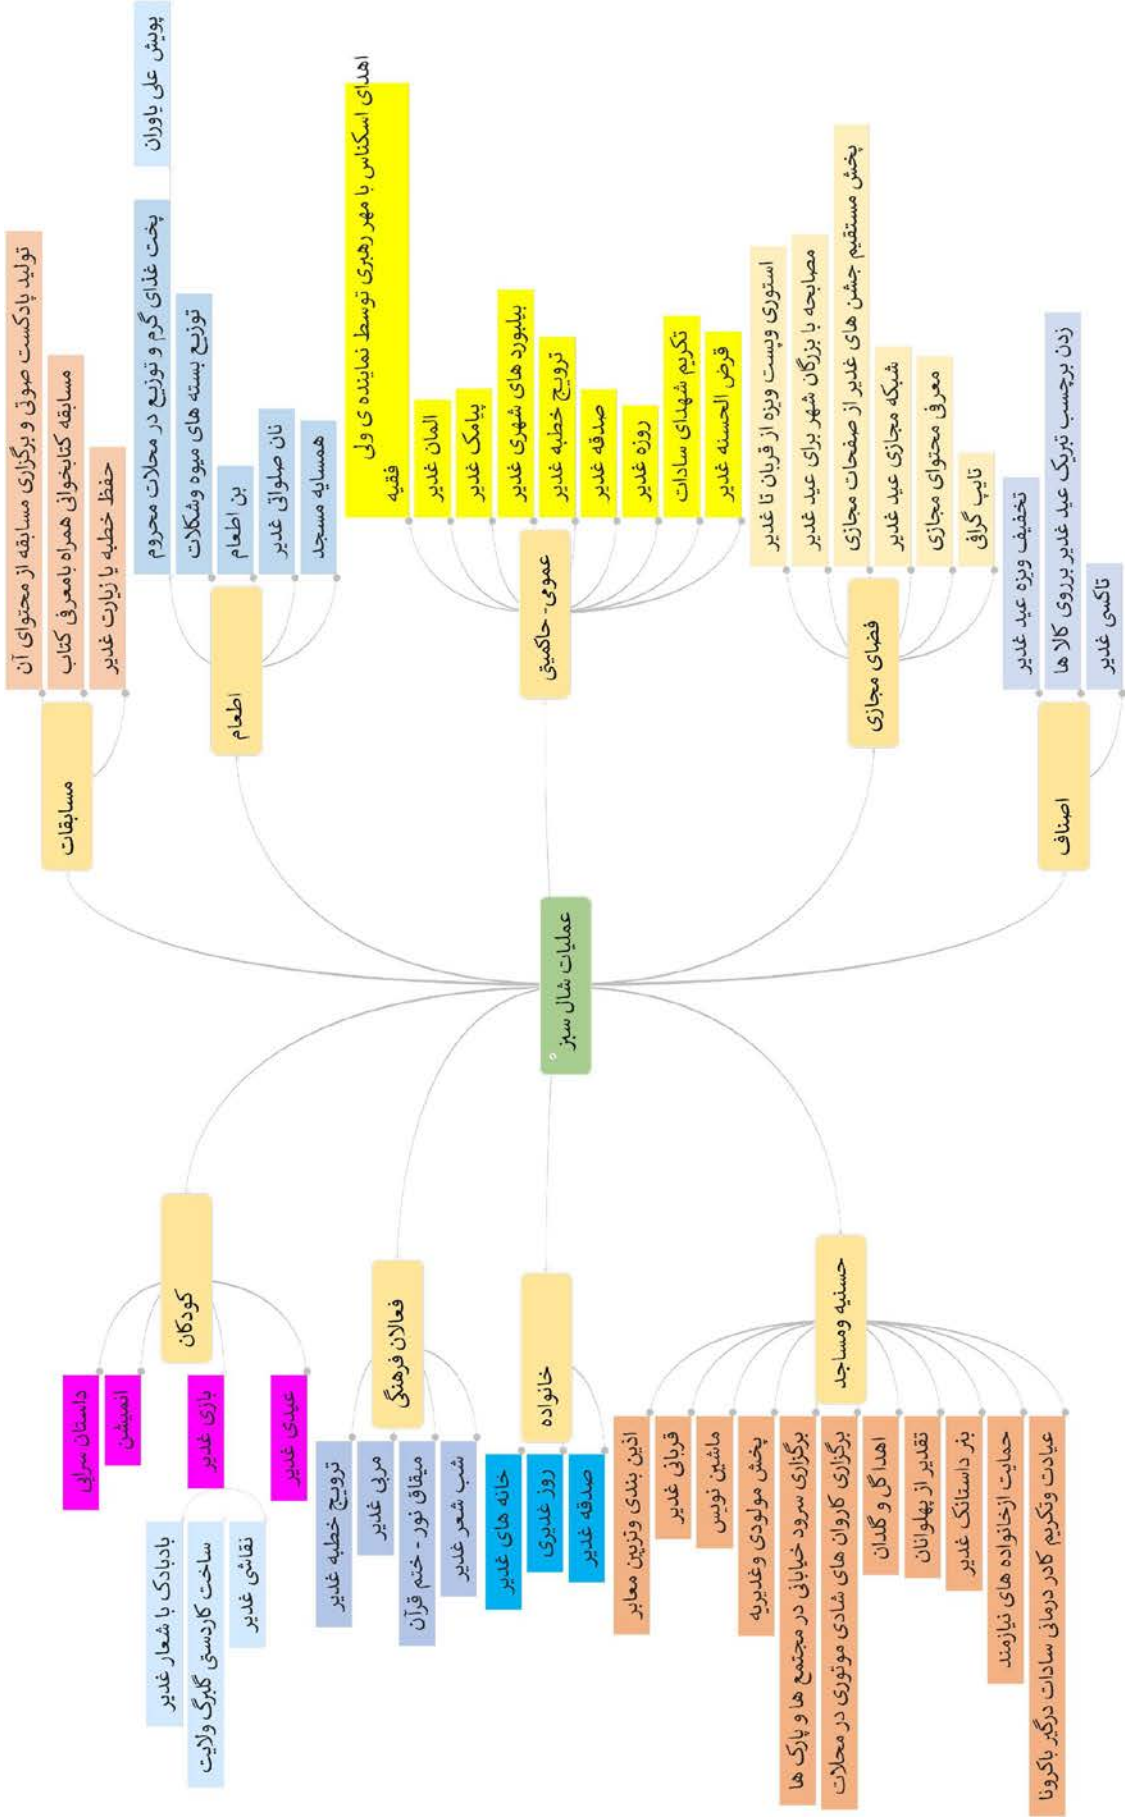 عملیات شال سبز
مسابقات
تولید پادکست صوتی و برگزاری مسابقه از محتوای آن
مسابقه کتابخوانی همراه بامعرفی کتاب
حفظ خطبه یا زیارت غدیر
اطعام
پخت غذای گرم و توزیع در محلات محروم
پویش علی یاوران
توزیع بسته های میوه وشکلات
بن اطعام
نان صلواتی غدیر
همسایه مسجد
عمومی - حاکمیتی
اهدای اسکناس با مهر رهبری توسط نماینده ی ولی
فقیه
المان غدیر
پیامک غدیر
بیلبورد های شهری غدیر
ترویج خطبه غدیر
صدقه غدیر
روزه غدیر
تکریم شهدای سادات
قرض الحسنه غدیر
فضای مجازی
استوری وپست ویژه از قربان تا غدیر
مصابحه با بزرگان شهر برای عید غدیر
پخش مستقیم جشن های غدیر از صفحات مجازی
شبکه مجازی عید غدیر
معرفی محتوای مجازی
تایپ گرافی
اصناف
تخفیف ویژه عید غدیر
زدن برچسب تبریک عید غدیر برروی کالا ها
تاکسی غدیر
کودکان
داستان سرایی
انمیشن
بازی غدیر
بادبادک با شعار غدیر
ساخت کاردستی گلبرگ ولایت
نقاشی غدیر
عیدی غدیر
فعالان فرهنگی
ترویج خطبه غدیر
مربی غدیر
میقاق نور - ختم قرآن
شب شعر غدیر
خانواده
خانه های غدیر
روز غدیری
صدقه غدیر
حسنیه ومساجد
اذین بندی وتزیین معابر
قربانی غدیر
ماشین نویس
پخش مولودی وغدیریه
برگزاری سرود خیابانی در مجتمع ها و پارک ها
برگزاری کاروان های شادی موتوری در محلات
اهدا گل و گلدان
تقدیر از پهلوانان
بنر داستانک غدیر
حمایت ازخانواده های نیازمند
عیادت وتکریم کادر درمانی سادات درگیر باکرونا